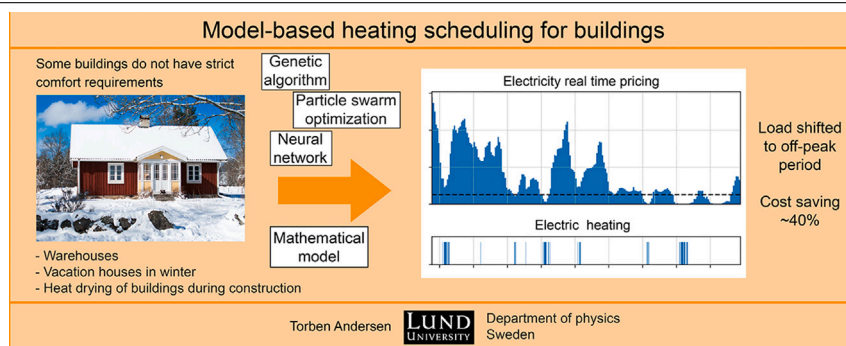 Model-based heating scheduling for buildings
Some buildings do not have strict
comfort requirements
- Warehouses
- Vacation houses in winter
- Heat drying of buildings during construction
Genetic
algorithm
Particle swarm
optimization
Neural
network
Mathematical
model
Electricity real time pricing
Electric heating
Load shifted
to off-peak
period
Cost saving
~40%
Torben Andersen
LUND
UNIVERSITY
Department of physics
Sweden